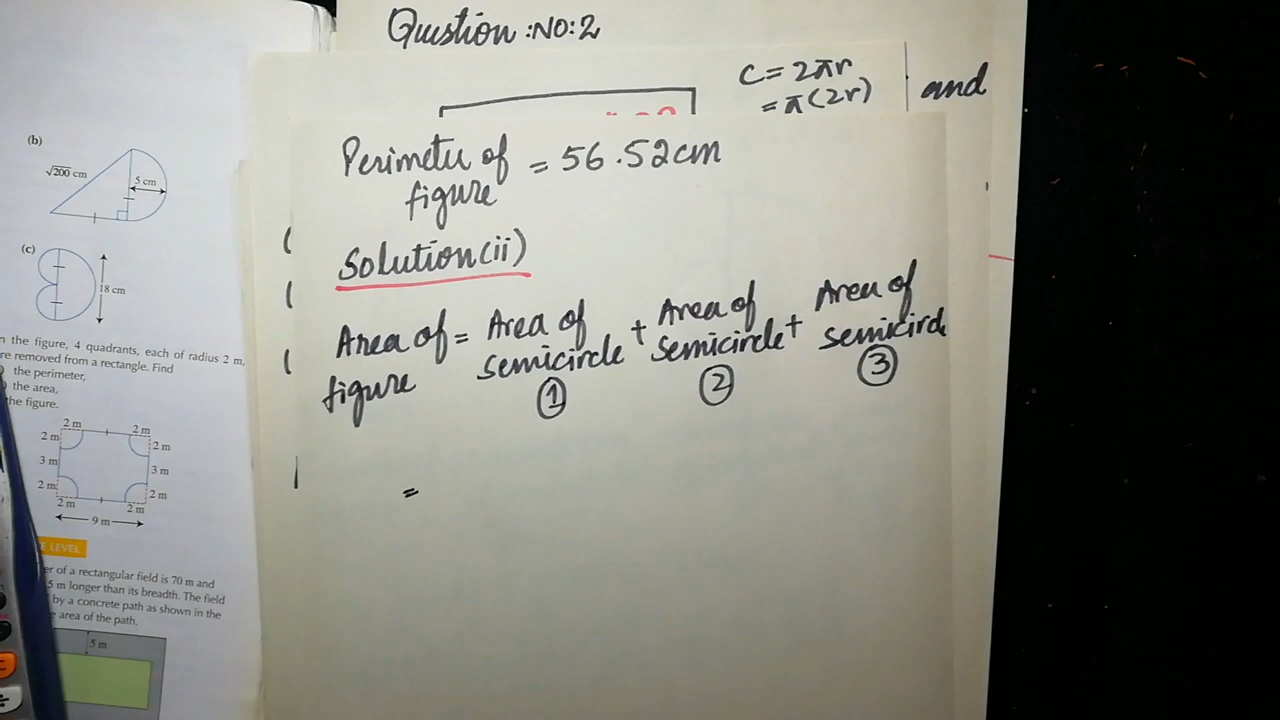 Question :NO:2
C = 2πr
= π(2r)
and
Perimeter of = 56.52cm
figure
Solution(ii)
Area of = Area of + Area of + Area of
figure semicircle semicircle semicircle
① ② ③
=
(b)
√200 cm
5 cm
(c)
18 cm
the figure, 4 quadrants, each of radius 2 m,
removed from a rectangle. Find
the perimeter,
the area,
the figure.
2 m 2 m
2 m 2 m
3 m 3 m
2 m 2 m
2 m 2 m
9 m
LEVEL
of a rectangular field is 70 m and
5 m longer than its breadth. The field
by a concrete path as shown in the
area of the path.
5 m